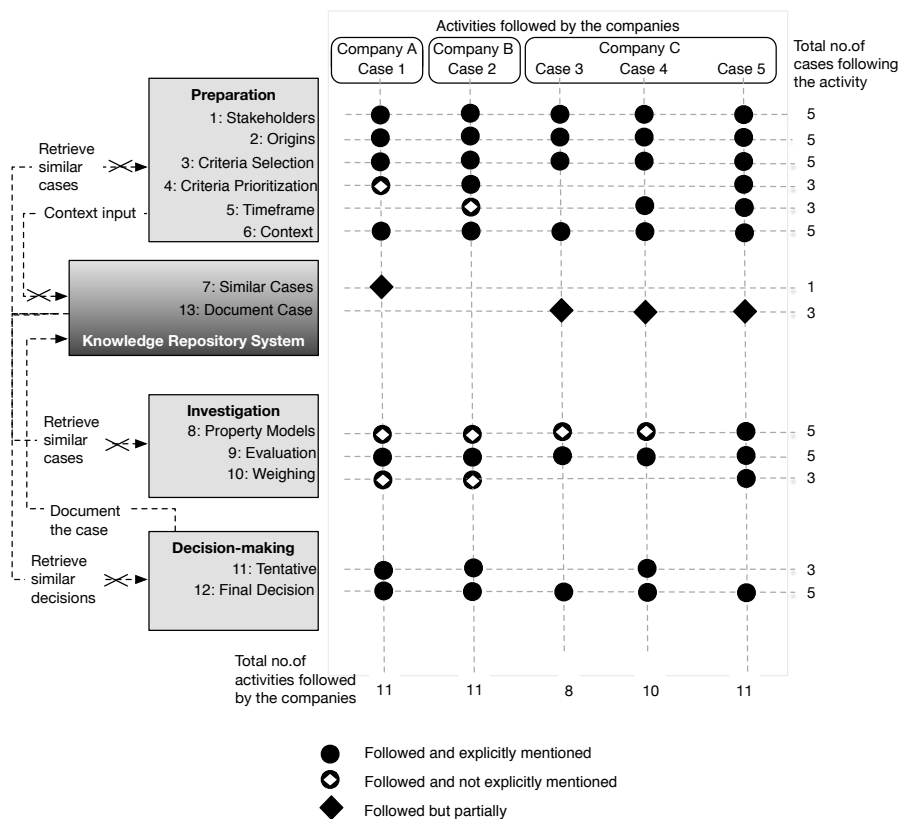 Activities followed by the companies
Company A
Company B
Company C
Case 1
Case 2
Case 3
Case 4
Case 5
Total no.of
cases following
the activity
Preparation
1: Stakeholders
5
2: Origins
5
3: Criteria Selection
5
4: Criteria Prioritization
3
5: Timeframe
3
6: Context
5
Retrieve
similar
cases
Context input
7: Similar Cases
1
13: Document Case
3
Knowledge Repository System
Investigation
8: Property Models
5
9: Evaluation
5
10: Weighing
3
Retrieve
similar
cases
Document
the case
Decision-making
11: Tentative
3
12: Final Decision
5
Retrieve
similar
decisions
Total no.of
activities followed
by the companies
11
11
8
10
11
Followed and explicitly mentioned
Followed and not explicitly mentioned
Followed but partially